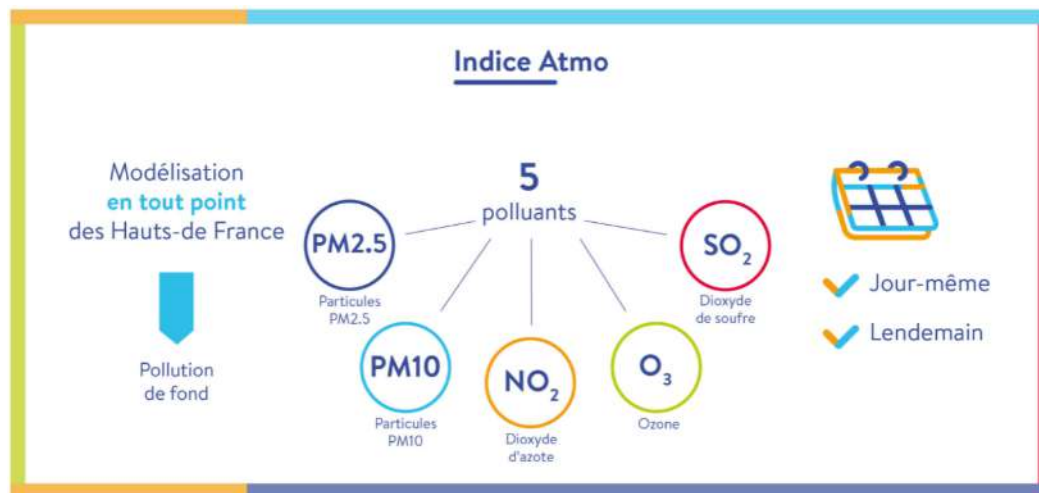 Indice Atmo
Modélisation
en tout point
des Hauts-de France
Pollution
de fond
5
polluants
PM2.5
Particules
PM2.5
PM10
Particules
PM10
NO₂
Dioxyde
d'azote
O₃
Ozone
SO₂
Dioxyde
de soufre
Jour-même
Lendemain